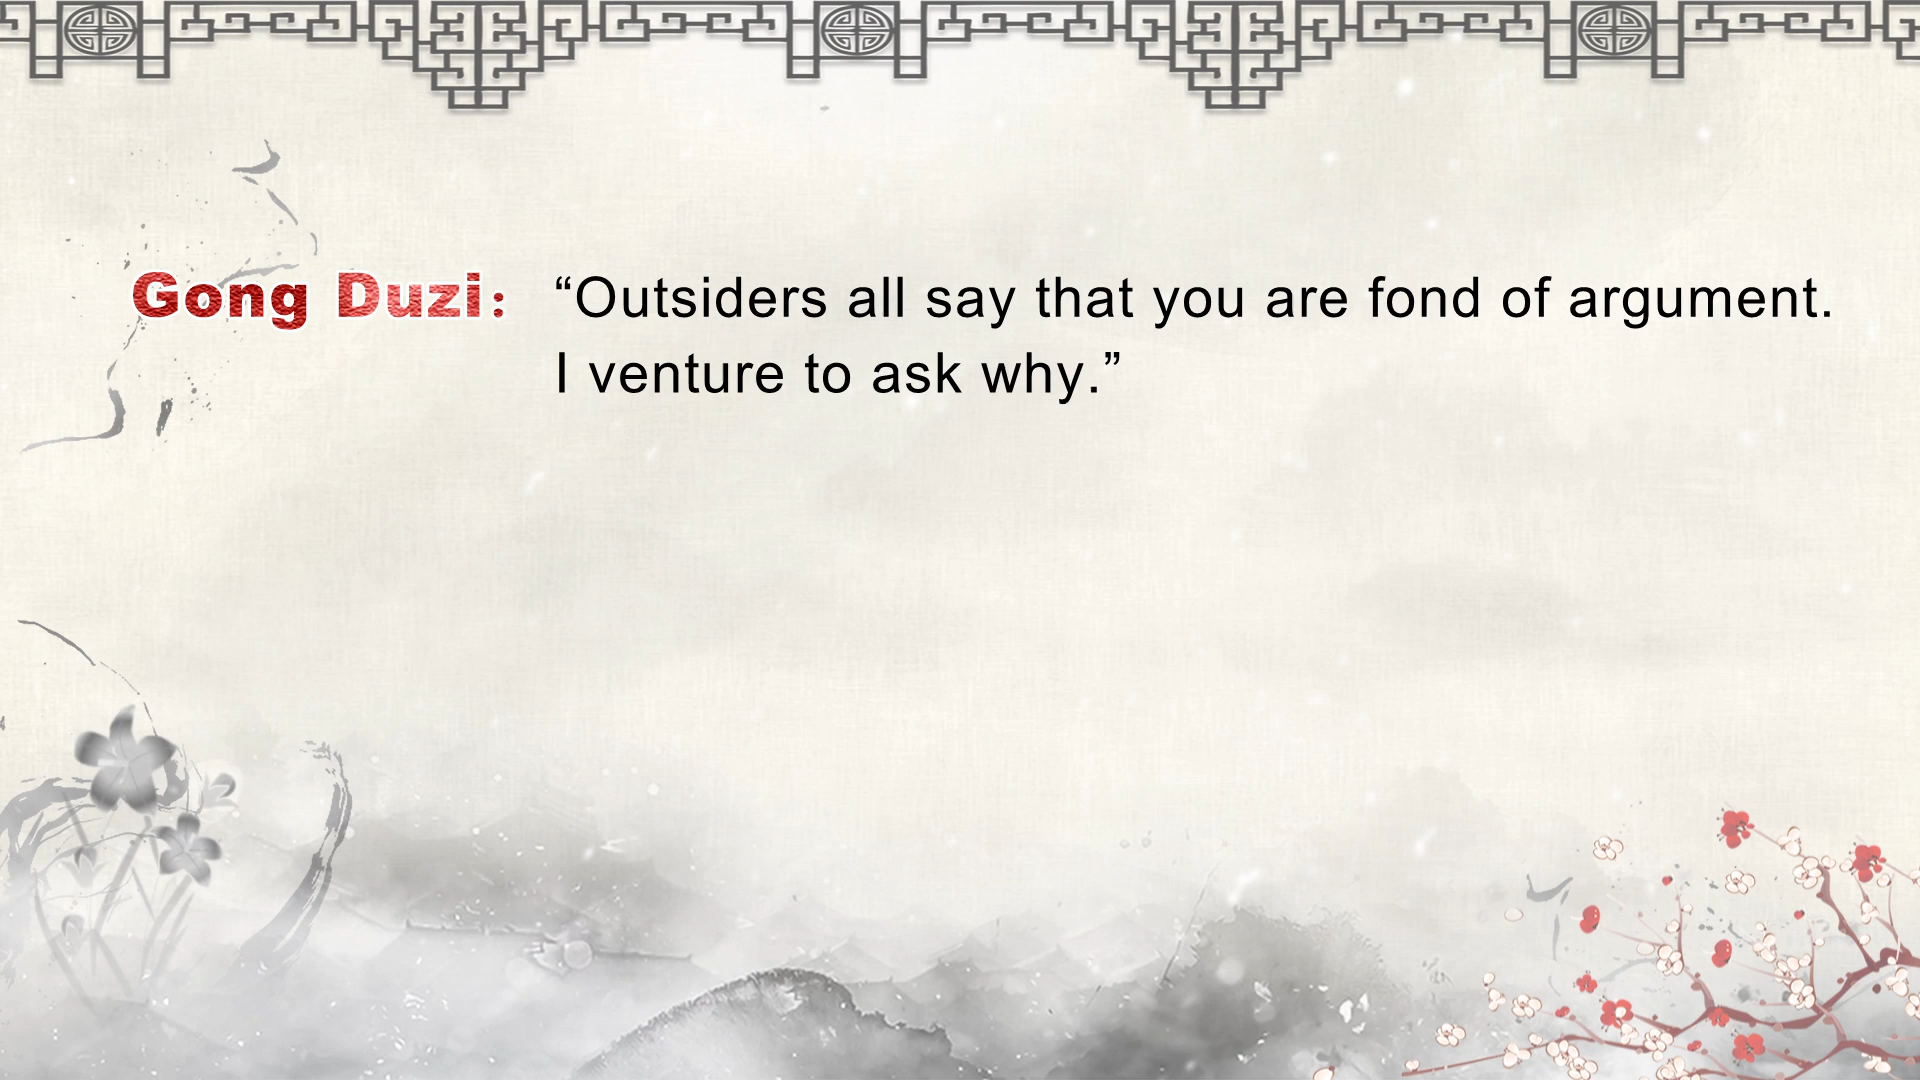 Gong Duzi: “Outsiders all say that you are fond of argument.
I venture to ask why.”